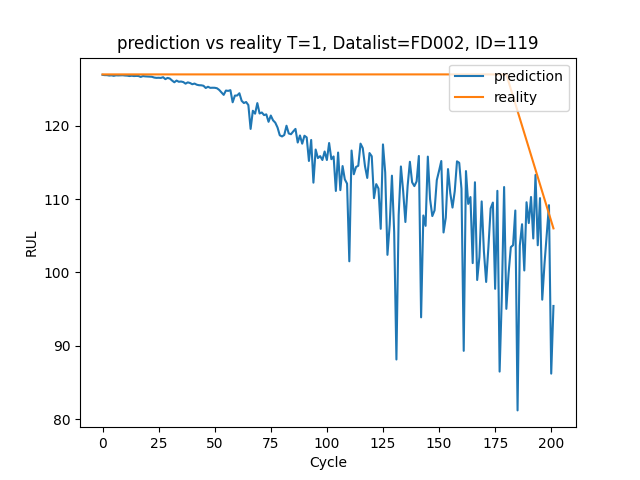 prediction vs reality T=1, Datalist=FD002, ID=119
prediction
reality
RUL
120
110
100
90
80
0 25 50 75 100 125 150 175 200
Cycle